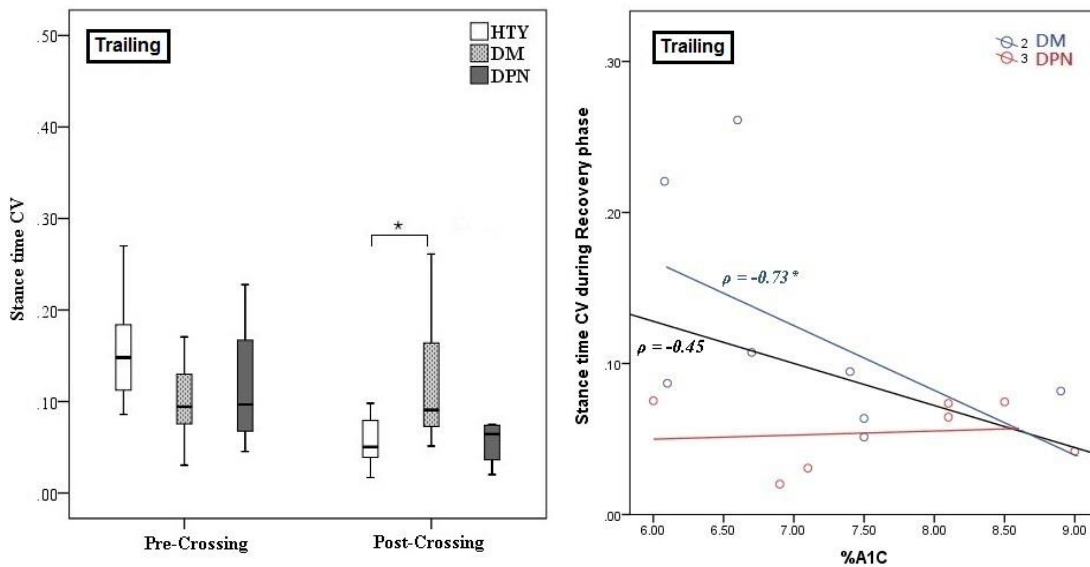 Trailing
HTY
DM
DPN
.50
.40
.30
.20
.10
.00
Stance time CV
*
Pre-Crossing
Post-Crossing
Trailing
2 DM
3 DPN
.30
.20
.10
.00
Stance time CV during Recovery phase
ρ = -0.73 *
ρ = -0.45
6.00 6.50 7.00 7.50 8.00 8.50 9.00
%A1C